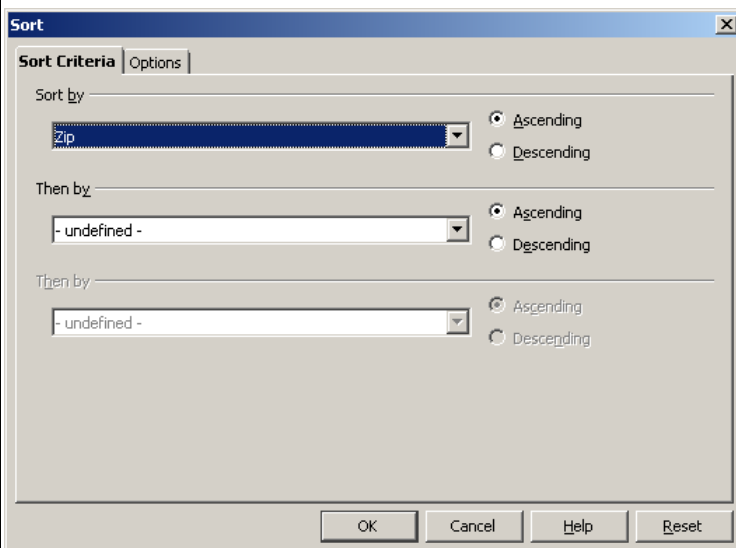 Sort
Sort Criteria Options
Sort by
Zip
Ascending
Descending
Then by
- undefined -
Ascending
Descending
Then by
- undefined -
Ascending
Descending
OK Cancel Help Reset